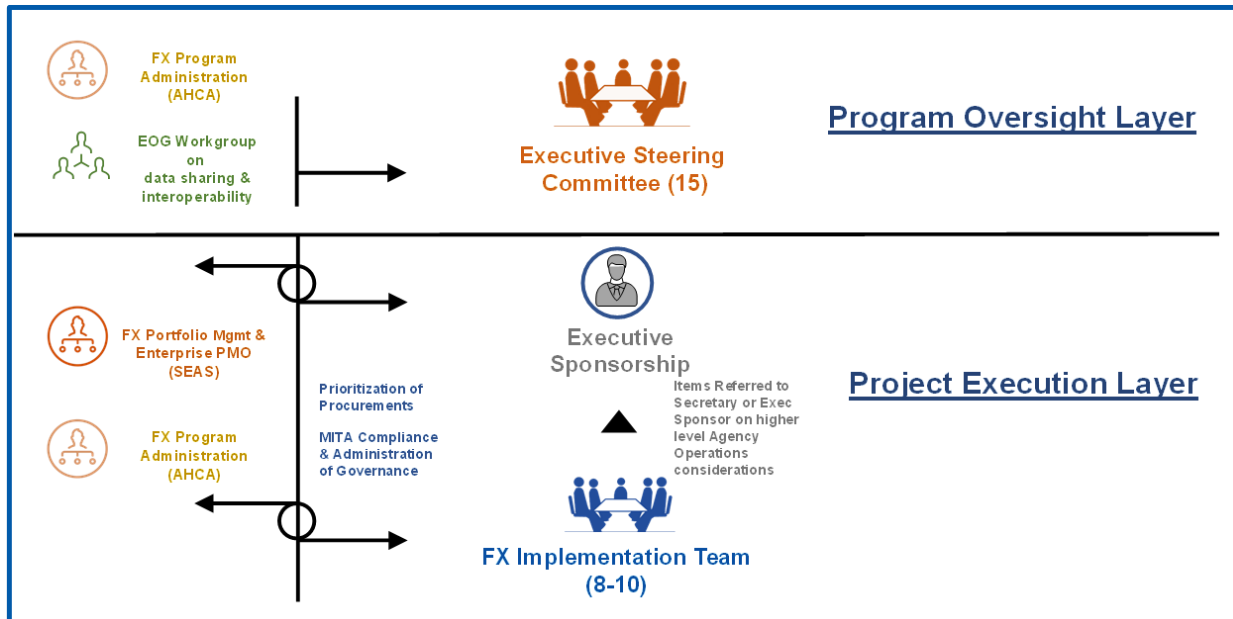 FX Program
Administration
(AHCA)
EOG Workgroup
on
data sharing &
interoperability
Executive Steering
Committee (15)
Program Oversight Layer
FX Portfolio Mgmt &
Enterprise PMO
(SEAS)
FX Program
Administration
(AHCA)
Prioritization of
Procurements
MITA Compliance
& Administration
of Governance
Executive
Sponsorship
Items Referred to
Secretary or Exec
Sponsor on higher
level Agency
Operations
considerations
FX Implementation Team
(8-10)
Project Execution Layer